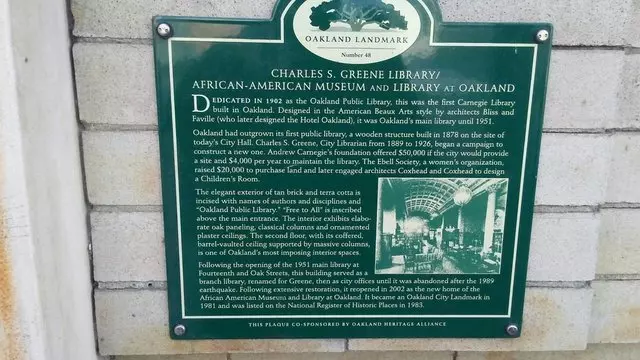 OAKLAND LANDMARK
Number 48
CHARLES S. GREENE LIBRARY/
AFRICAN-AMERICAN MUSEUM AND LIBRARY AT OAKLAND
DEDICATED IN 1902 as the Oakland Public Library, this was the first Carnegie Library
built in Oakland. Designed in the American Beaux Arts style by architects Bliss and
Faville (who later designed the Hotel Oakland), it was Oakland's main library until 1951.
Oakland had outgrown its first public library, a wooden structure built in 1878 on the site of
today's City Hall. Charles S. Greene, City Librarian from 1889 to 1926, began a campaign to
construct a new one. Andrew Carnegie's foundation offered $50,000 if the city would provide
a site and $4,000 per year to maintain the library. The Ebell Society, a women's organization,
raised $20,000 to purchase land and later engaged architects Coxhead and Coxhead to design
a Children's Room.
The elegant exterior of tan brick and terra cotta is
incised with names of authors and disciplines and
"Oakland Public Library." "Free to All" is inscribed
above the main entrance. The interior exhibits elabo-
rate oak paneling, classical columns and ornamented
plaster ceilings. The second floor, with its coffered,
barrel-vaulted ceiling supported by massive columns,
is one of Oakland's most imposing interior spaces.
Following the opening of the 1951 main library at
Fourteenth and Oak Streets, this building served as a
branch library, renamed for Greene, then as city offices until it was abandoned after the 1989
earthquake. Following extensive restoration, it reopened in 2002 as the new home of the
African American Museum and Library at Oakland. It became an Oakland City Landmark in
1981 and was listed on the National Register of Historic Places in 1983.
THIS PLAQUE CO-SPONSORED BY OAKLAND HERITAGE ALLIANCE